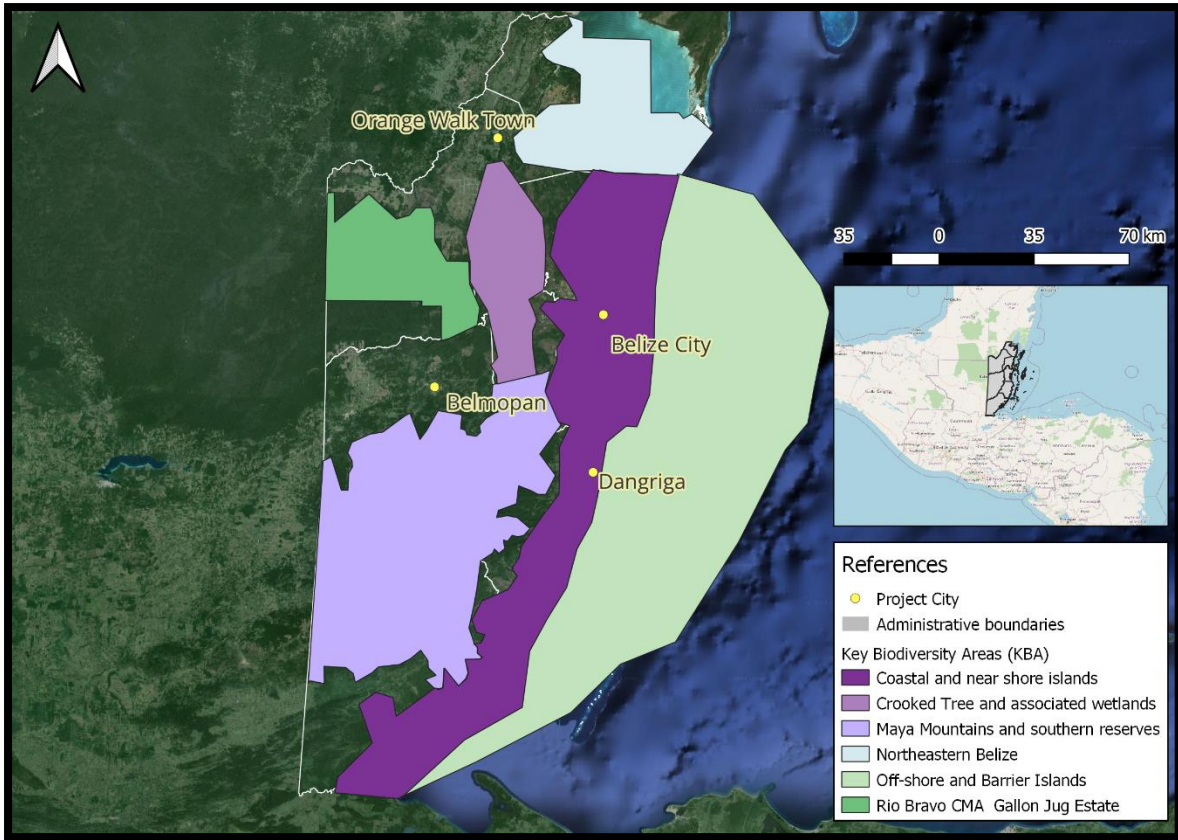 Orange Walk Town
Belize City
Belmopan
Dangriga
35 0 35 70 km
References
Project City
Administrative boundaries
Key Biodiversity Areas (KBA)
Coastal and near shore islands
Crooked Tree and associated wetlands
Maya Mountains and southern reserves
Northeastern Belize
Off-shore and Barrier Islands
Rio Bravo CMA Gallon Jug Estate